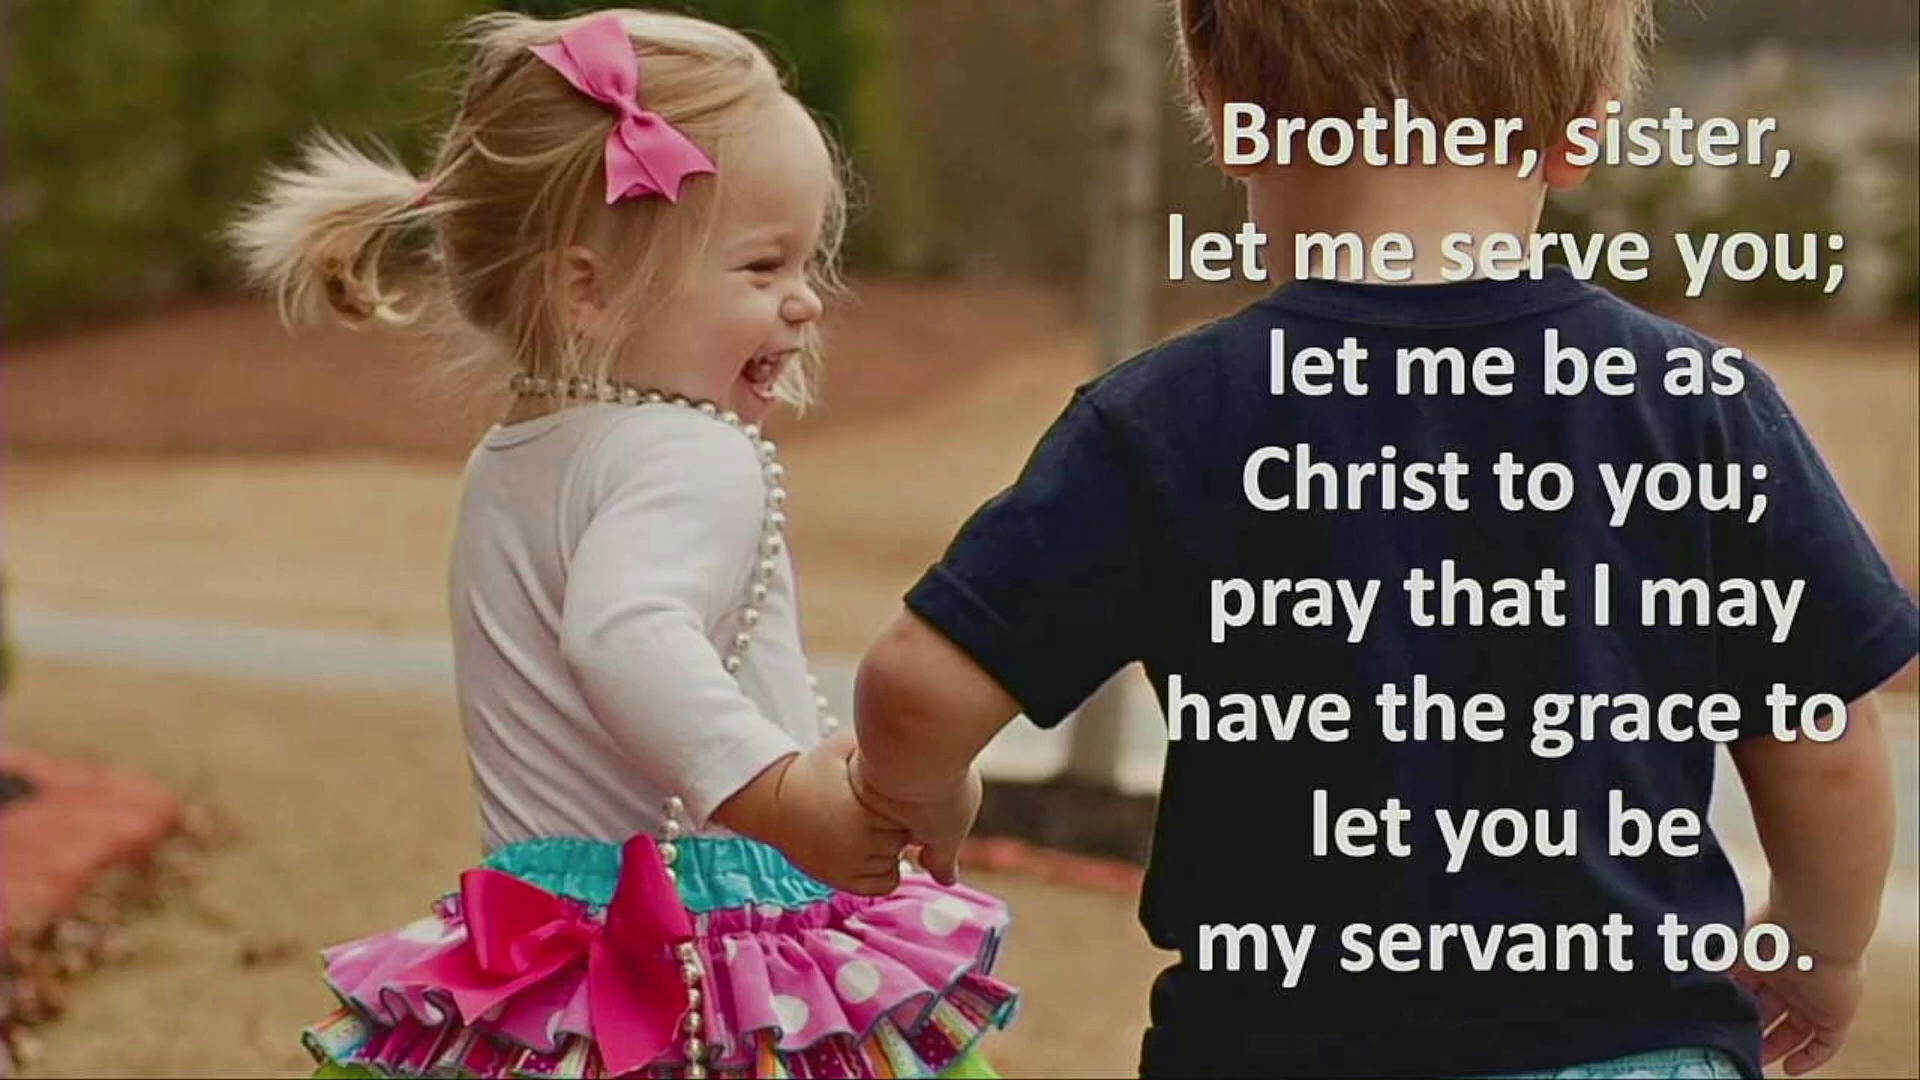 Brother, sister,
let me serve you;
let me be as
Christ to you;
pray that I may
have the grace to
let you be
my servant too.